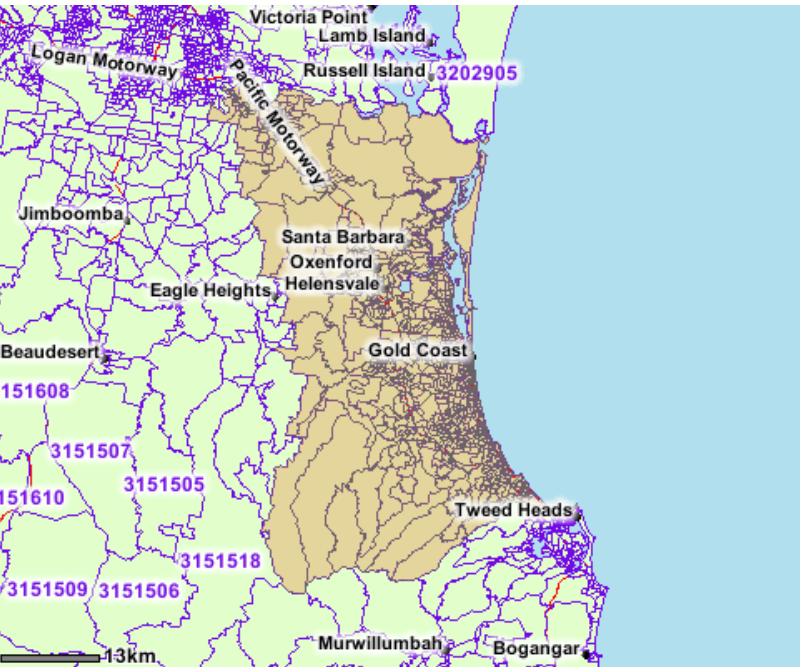 Victoria Point
Lamb Island
Logan Motorway
Russell Island
3202905
Pacific Motorway
Jimboomba
Santa Barbara
Oxenford
Eagle Heights
Helensvale
Beaudesert
Gold Coast
151608
3151507
3151505
151610
Tweed Heads
3151518
3151509
3151506
Murwillumbah
Bogangar
13km